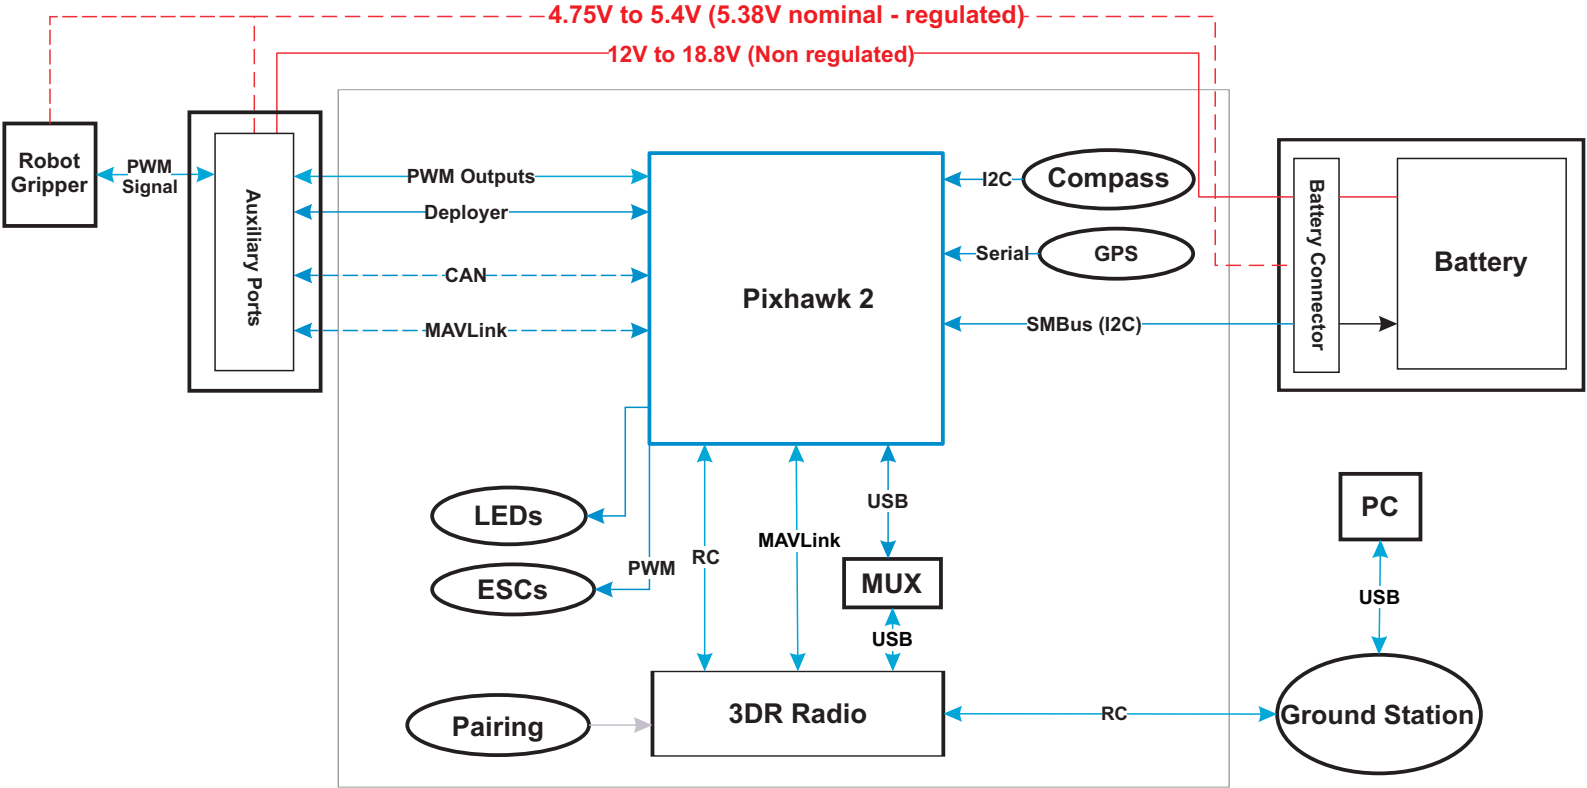 4.75V to 5.4V (5.38V nominal - regulated)
12V to 18.8V (Non regulated)
Robot
Gripper
PWM
Signal
Auxiliary Ports
PWM Outputs
Deployer
CAN
MAVLink
Pixhawk 2
I2C
Compass
Serial
GPS
SMBus (I2C)
Battery Connector
Battery
LEDs
ESCs
PWM
RC
MAVLink
USB
MUX
USB
PC
USB
Pairing
3DR Radio
RC
Ground Station